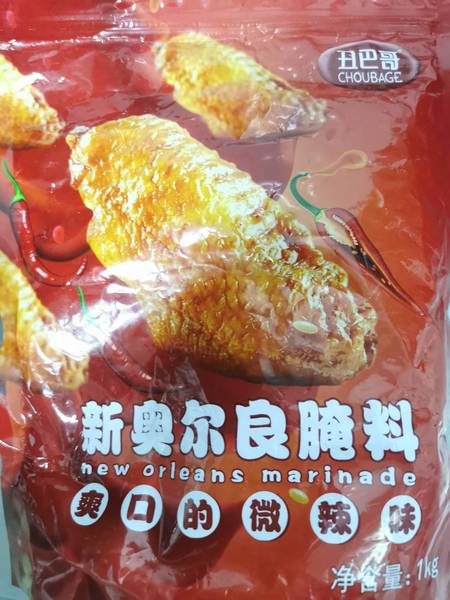 丑巴哥
CHOUBAGE
新奥尔良腌料
new orleans marinade
爽口的微辣味
净含量:1kg